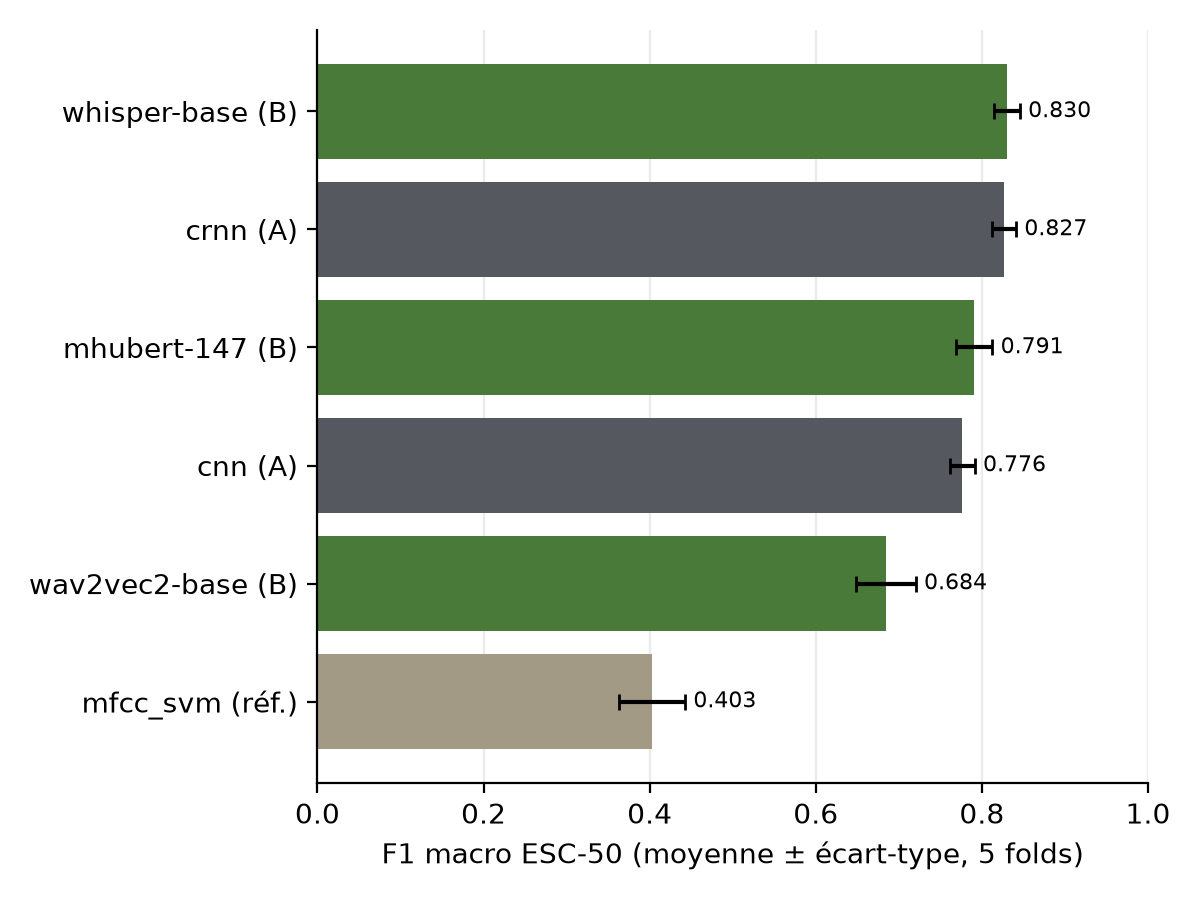 whisper-base (B)
0.830
crnn (A)
0.827
mhubert-147 (B)
0.791
cnn (A)
0.776
wav2vec2-base (B)
0.684
mfcc_svm (réf.)
0.403
0.0 0.2 0.4 0.6 0.8 1.0
F1 macro ESC-50 (moyenne ± écart-type, 5 folds)